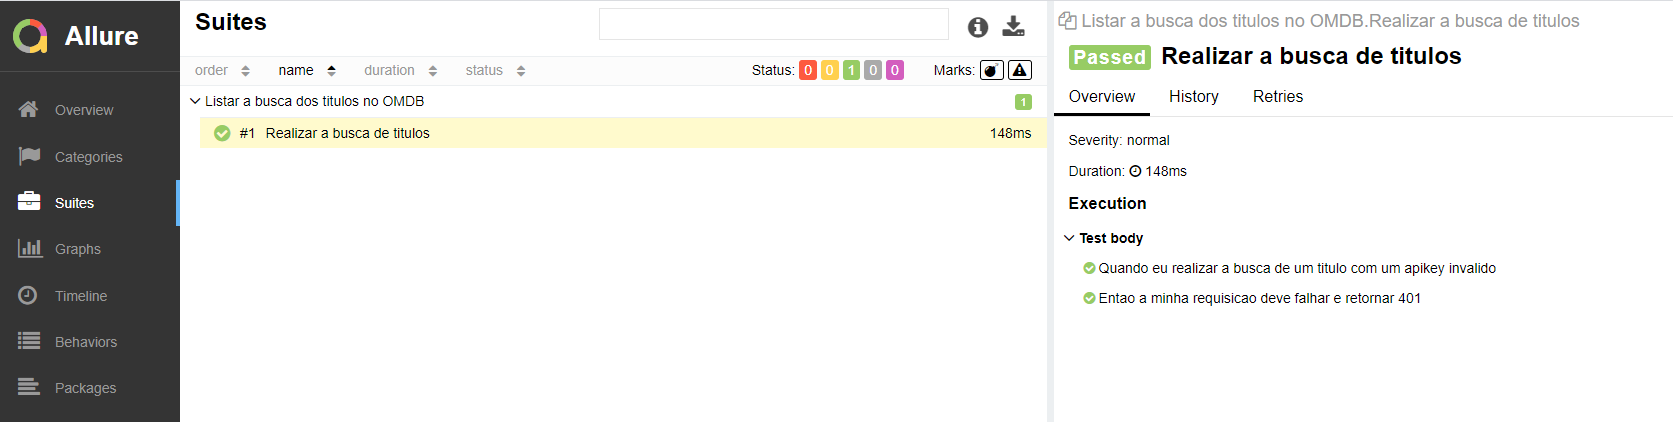 Allure
Overview
Categories
Suites
Graphs
Timeline
Behaviors
Packages
Suites
order name duration status Status: 0 0 1 0 0 Marks:
Listar a busca dos titulos no OMDB 1
#1 Realizar a busca de titulos 148ms
Listar a busca dos titulos no OMDB.Realizar a busca de titulos
Passed Realizar a busca de titulos
Overview History Retries
Severity: normal
Duration: 148ms
Execution
Test body
Quando eu realizar a busca de um titulo com um apikey invalido
Entao a minha requisicao deve falhar e retornar 401